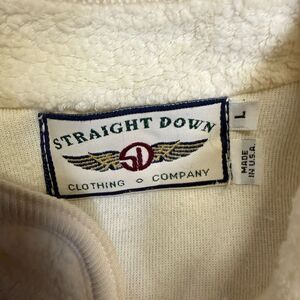 STRAIGHT DOWN
SD
CLOTHING o COMPANY
L
MADE
IN U.S.A.